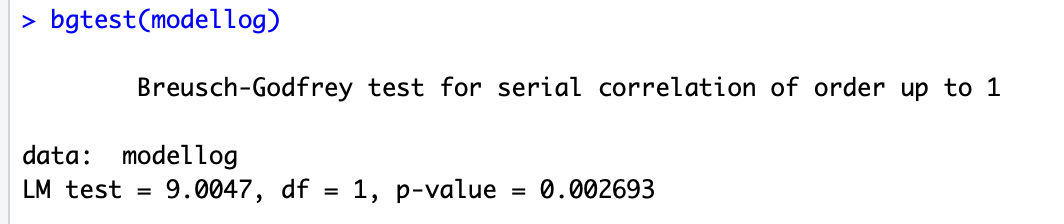 > bgtest(modellog)
Breusch-Godfrey test for serial correlation of order up to 1
data:  modellog
LM test = 9.0047, df = 1, p-value = 0.002693